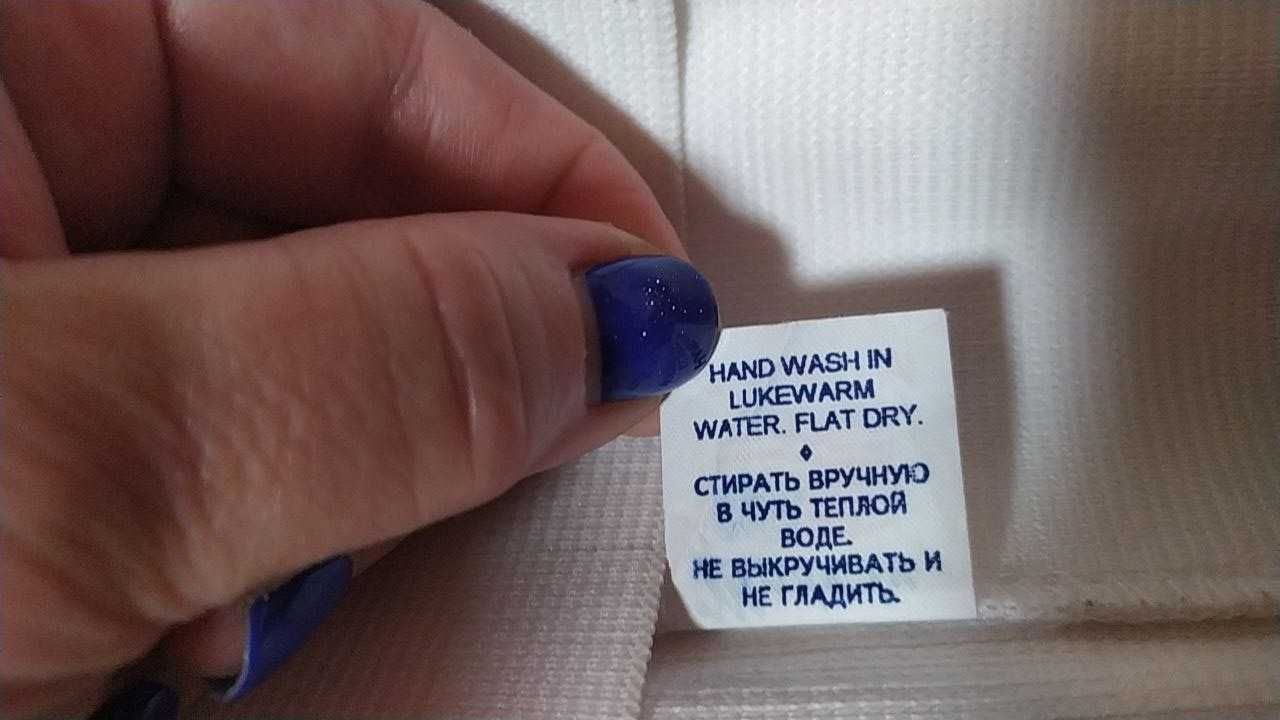 HAND WASH IN
LUKEWARM
WATER. FLAT DRY.
СТИРАТЬ ВРУЧНУЮ
В ЧУТЬ ТЕПЛОЙ
ВОДЕ.
НЕ ВЫКРУЧИВАТЬ И
НЕ ГЛАДИТЬ.